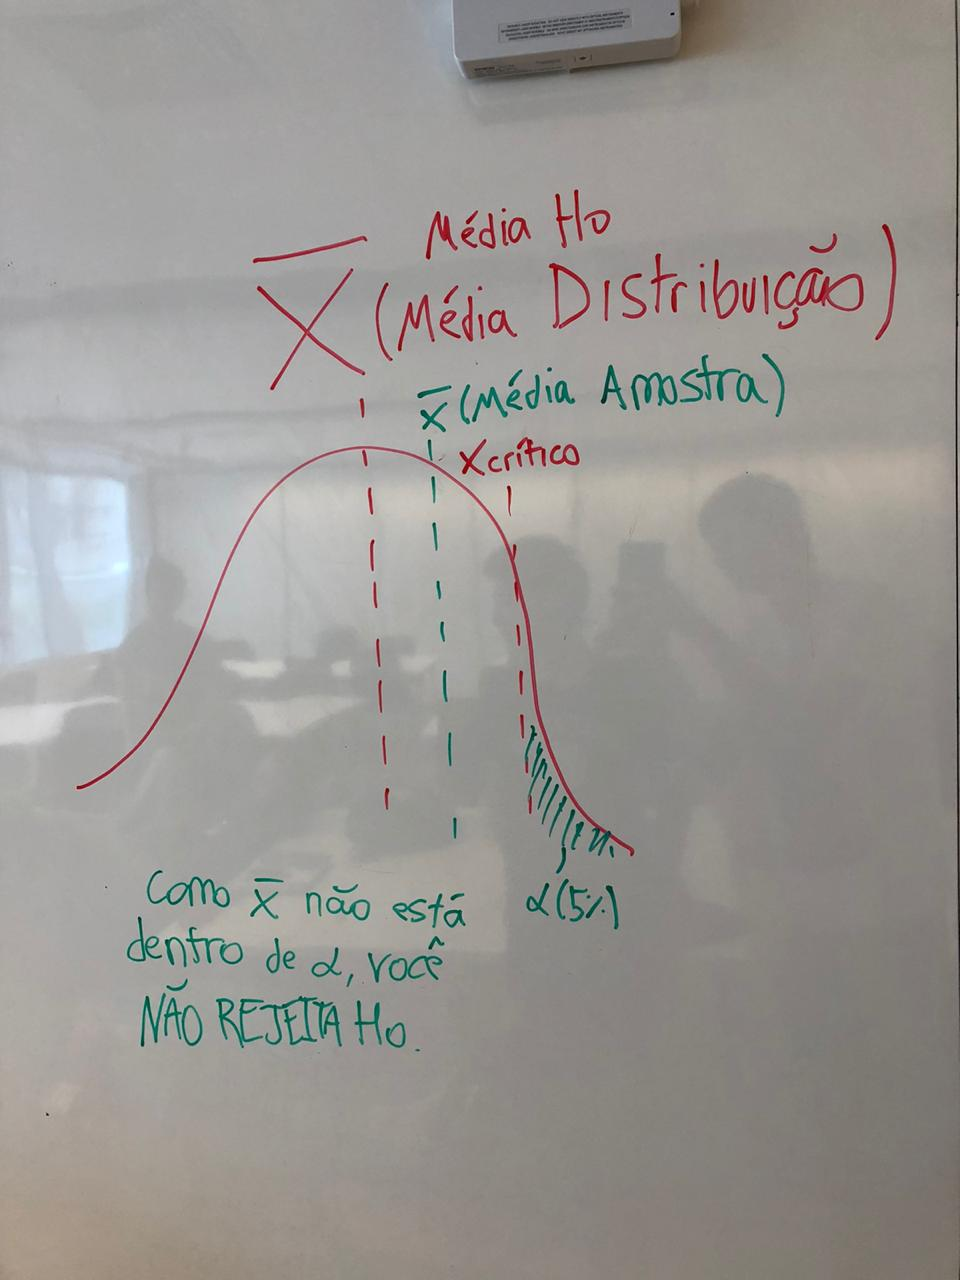 Média Ho
X̅ (Média Distribuição)
x̅ (Média Amostra)
Xcrítico
α(5%)
Como x̅ não está
dentro de α, você
NÃO REJEITA Ho.